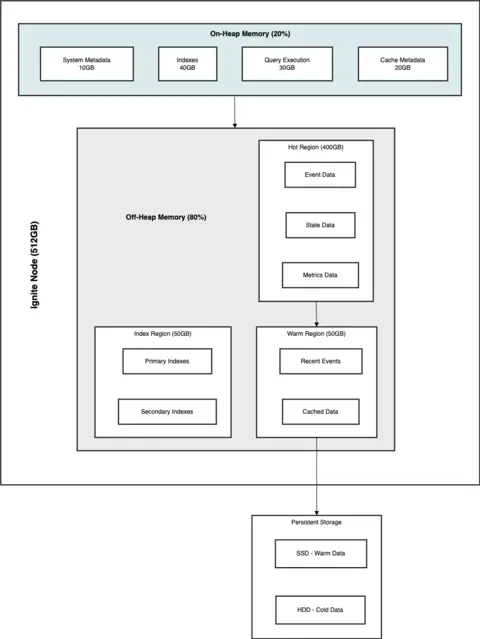 On-Heap Memory (20%)
System Metadata
10GB
Indexes
40GB
Query Execution
30GB
Cache Metadata
20GB
Ignite Node (512GB)
Off-Heap Memory (80%)
Hot Region (400GB)
Event Data
State Data
Metrics Data
Index Region (50GB)
Primary Indexes
Secondary Indexes
Warm Region (50GB)
Recent Events
Cached Data
Persistent Storage
SSD - Warm Data
HDD - Cold Data